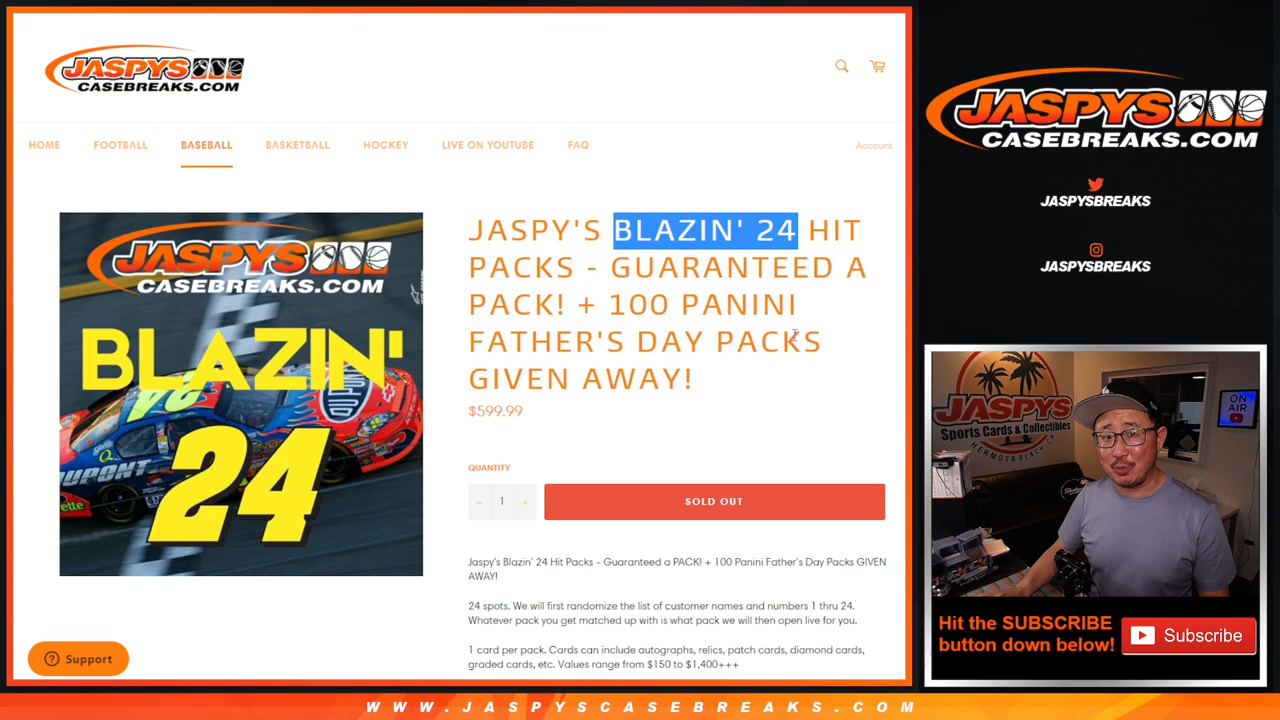 JASPYS
CASEBREAKS.COM
HOME FOOTBALL BASEBALL BASKETBALL HOCKEY LIVE ON YOUTUBE FAQ Account
JASPYS
CASEBREAKS.COM
BLAZIN'
24
DUPONT
DUPONT
JASPY'S BLAZIN' 24 HIT
PACKS - GUARANTEED A
PACK! + 100 PANINI
FATHER'S DAY PACKS
GIVEN AWAY!
$599.99
QUANTITY
− 1 +
SOLD OUT
Jaspy's Blazin' 24 Hit Packs - Guaranteed a PACK! + 100 Panini Father's Day Packs GIVEN
AWAY!
24 spots. We will first randomize the list of customer names and numbers 1 thru 24.
Whatever pack you get matched up with is what pack we will then open live for you.
1 card per pack. Cards can include autographs, relics, patch cards, diamond cards,
graded cards, etc. Values range from $150 to $1,400+++
Support
JASPYS
CASEBREAKS.COM
JASPYSBREAKS
JASPYSBREAKS
JASPYS
Sports Cards & Collectibles
HERMOSA BEACH, CA
ON
AIR
Hit the SUBSCRIBE
button down below!
Subscribe
WWW.JASPYSCASEBREAKS.COM